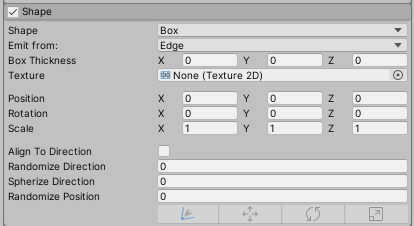 Shape
Shape Box
Emit from: Edge
Box Thickness X 0 Y 0 Z 0
Texture None (Texture 2D)
Position X 0 Y 0 Z 0
Rotation X 0 Y 0 Z 0
Scale X 1 Y 1 Z 1
Align To Direction
Randomize Direction 0
Spherize Direction 0
Randomize Position 0